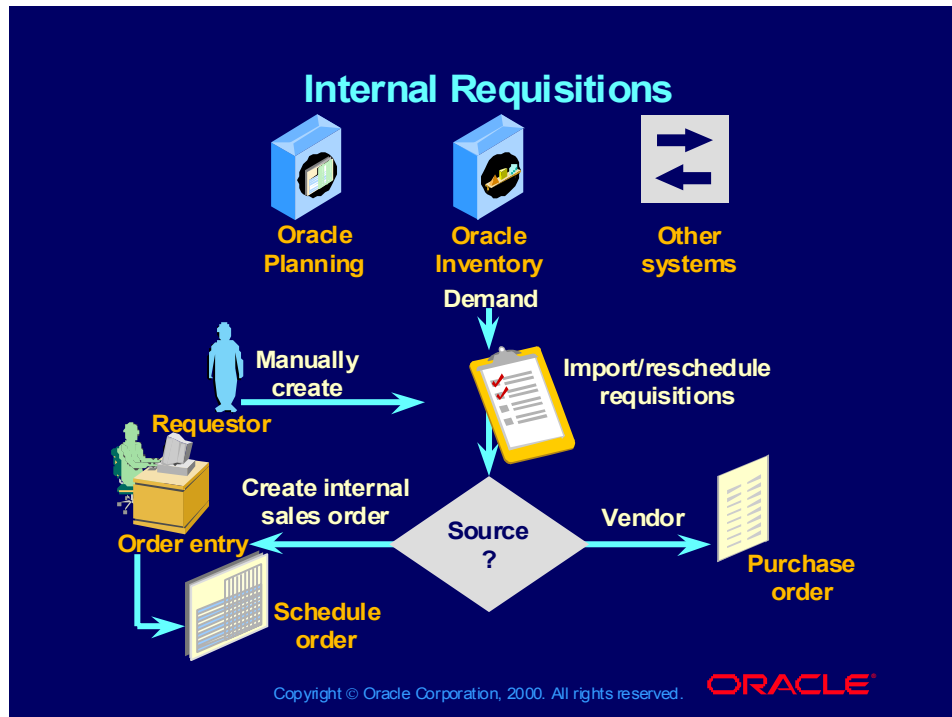 Internal Requisitions
Oracle
Planning
Oracle
Inventory
Other
systems
Demand
Manually
create
Import/reschedule
requisitions
Requestor
Create internal
sales order
Source
?
Vendor
Order entry
Purchase
order
Schedule
order
Copyright © Oracle Corporation, 2000. All rights reserved.
ORACLE®